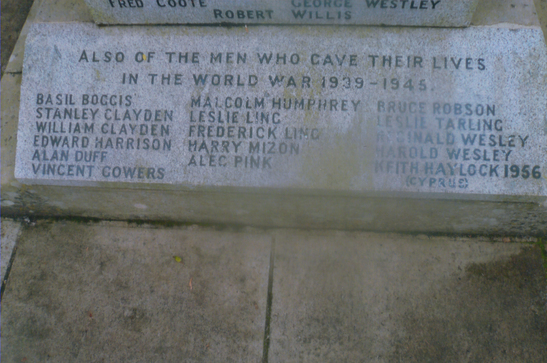 FRED COOTE GEORGE WESTLEY
ROBERT WILLIS
ALSO OF THE MEN WHO GAVE THEIR LIVES
IN THE WORLD WAR 1939-1945
BASIL BOGGIS MALCOLM HUMPHREY BRUCE ROBSON
STANLEY CLAYDEN LESLIE LING LESLIE TARLING
WILLIAM CLAYDEN FREDERICK LING REGINALD WESLEY
EDWARD HARRISON HARRY MIZON HAROLD WESLEY
ALAN DUFF ALEC PINK KEITH HAYLOCK 1956
VINCENT GOWERS (CYPRUS)